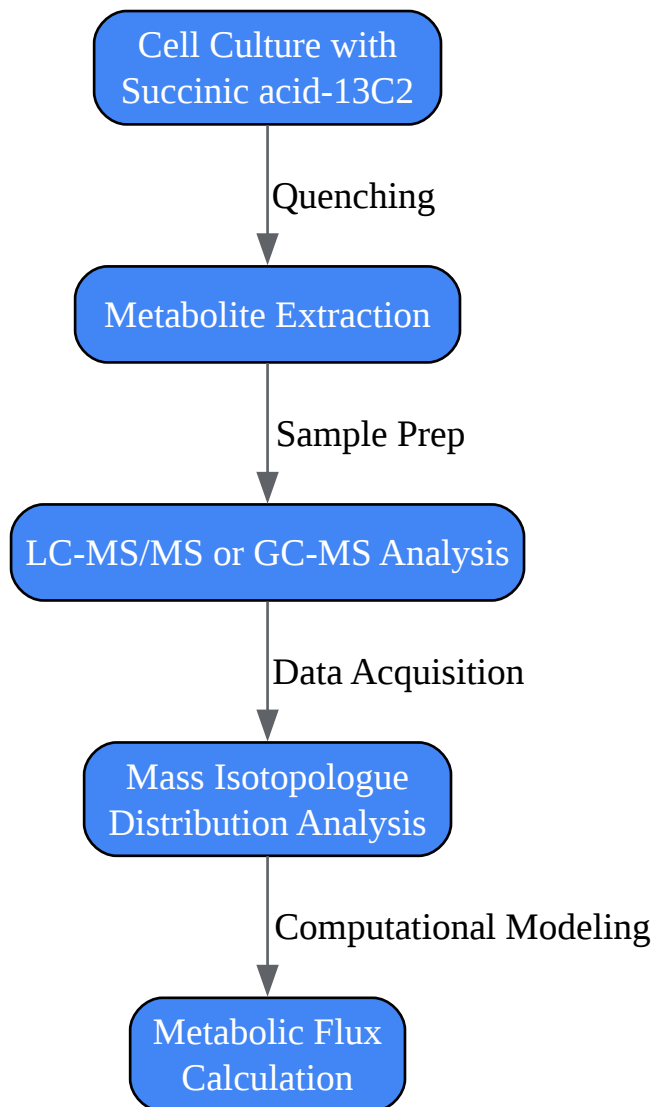 Cell Culture with
Succinic acid-13C2
Quenching
Metabolite Extraction
Sample Prep
LC-MS/MS or GC-MS Analysis
Data Acquisition
Mass Isotopologue
Distribution Analysis
Computational Modeling
Metabolic Flux
Calculation